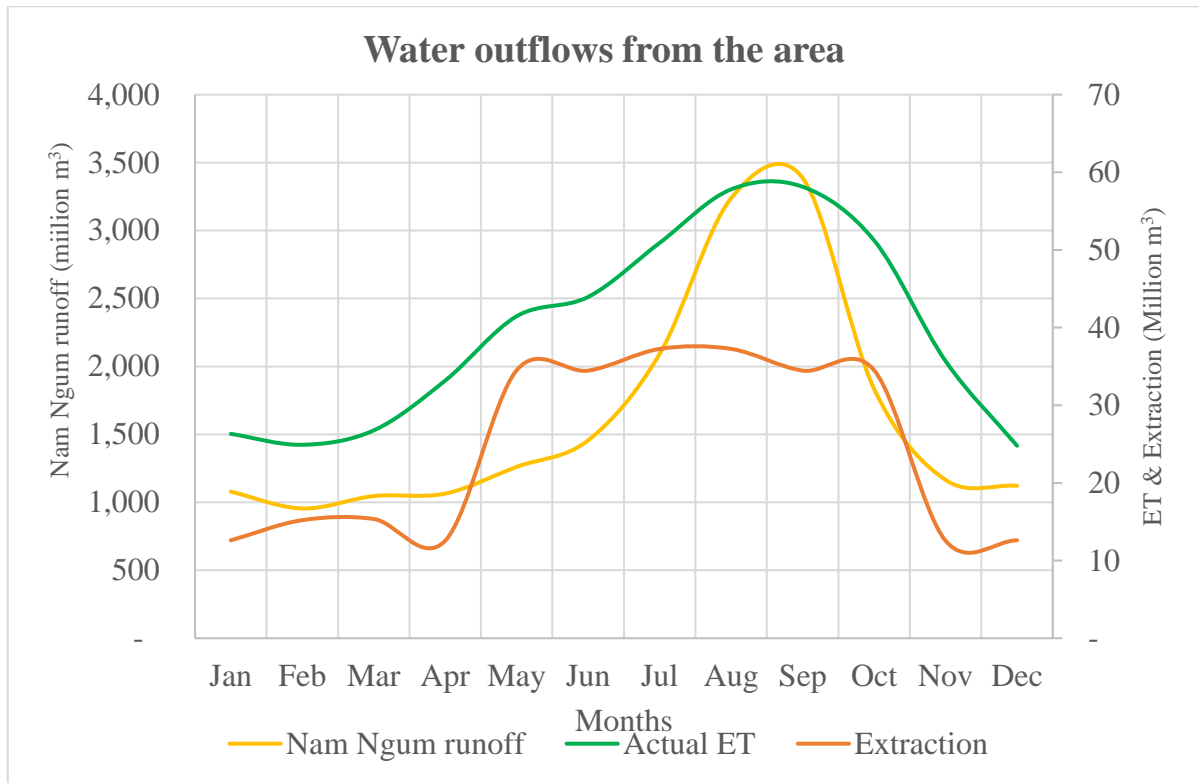 Water outflows from the area
Nam Ngum runoff (miilion m³)
4,000
3,500
3,000
2,500
2,000
1,500
1,000
500
-
70
60
50
40
30
20
10
-
ET & Extraction (Million m³)
Jan Feb Mar Apr May Jun Jul Aug Sep Oct Nov Dec
Months
Nam Ngum runoff Actual ET Extraction